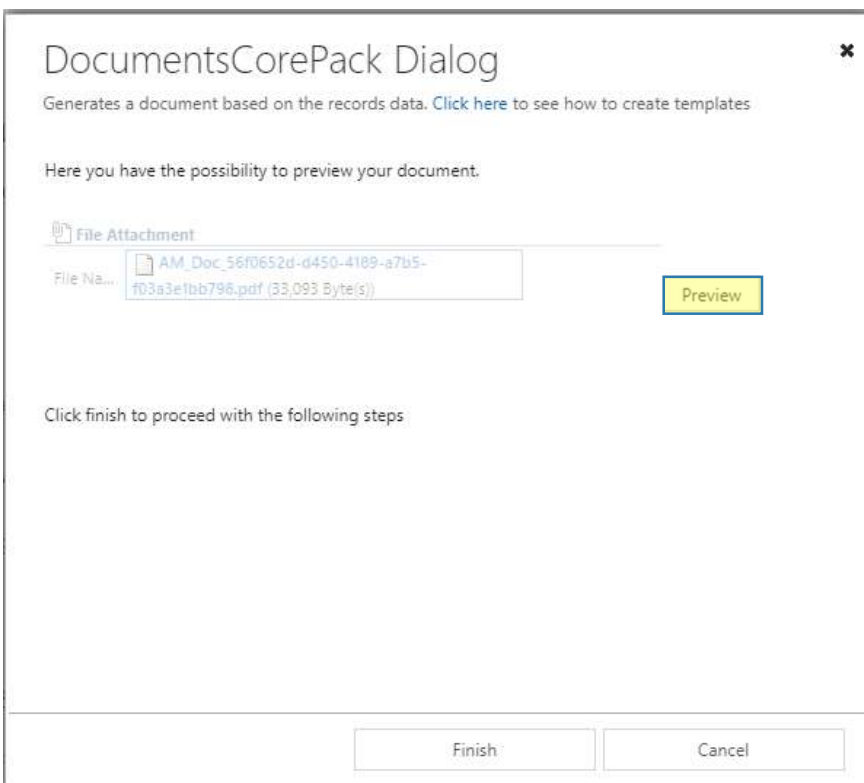 DocumentsCorePack Dialog
Generates a document based on the records data. Click here to see how to create templates
Here you have the possibility to preview your document.
File Attachment
File Na...
AM_Doc_56f0652d-d450-4189-a7b5-
f03a3e1bb798.pdf (33,093 Byte(s))
Preview
Click finish to proceed with the following steps
Finish
Cancel